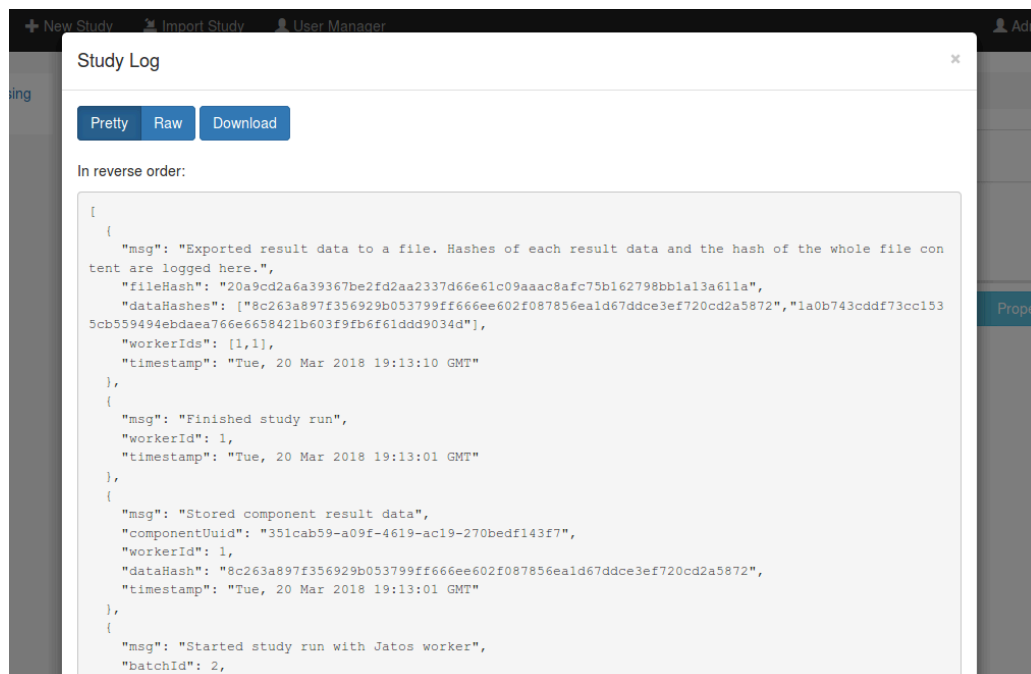 New Study Import Study User Manager
Study Log ×
sing
Pretty Raw Download
In reverse order:
[
  {
    "msg": "Exported result data to a file. Hashes of each result data and the hash of the whole file con
tent are logged here.",
    "fileHash": "20a9cd2a6a39367be2fd2aa2337d66e61c09aaac8afc75b162798bb1a13a611a",
    "dataHashes": ["8c263a897f356929b053799ff666ee602f087856ea1d67ddce3ef720cd2a5872","1a0b743cddf73cc153
5cb559494ebdaea766e6658421b603f9fb6f61ddd9034d"],
    "workerIds": [1,1],
    "timestamp": "Tue, 20 Mar 2018 19:13:10 GMT"
  },
  {
    "msg": "Finished study run",
    "workerId": 1,
    "timestamp": "Tue, 20 Mar 2018 19:13:01 GMT"
  },
  {
    "msg": "Stored component result data",
    "componentUuid": "351cab59-a09f-4619-ac19-270bedf143f7",
    "workerId": 1,
    "dataHash": "8c263a897f356929b053799ff666ee602f087856ea1d67ddce3ef720cd2a5872",
    "timestamp": "Tue, 20 Mar 2018 19:13:01 GMT"
  },
  {
    "msg": "Started study run with Jatos worker",
    "batchId": 2,